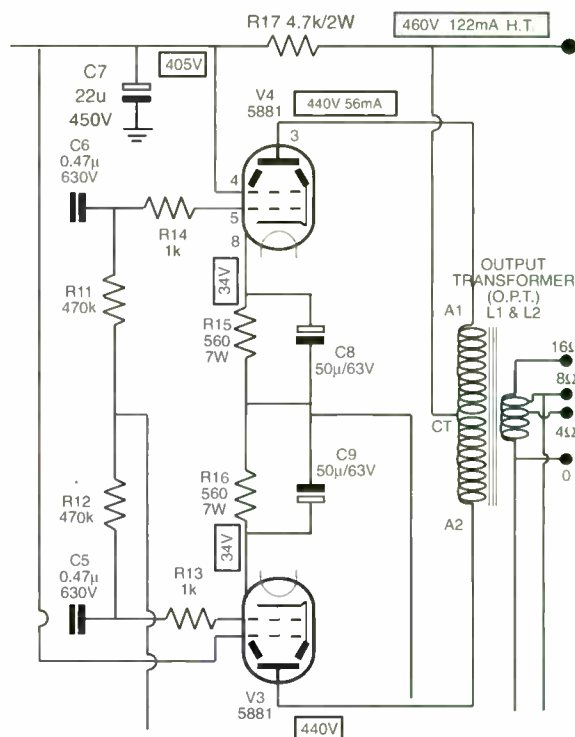 R17 4.7k/2W
460V 122mA H.T.
C7
22u
450V
405V
V4
5881
440V 56mA
3
C6
0.47µ
630V
4
5
8
R14
1k
34V
R11
470k
R15
560
7W
C8
50µ/63V
OUTPUT
TRANSFORMER
(O.P.T.)
L1 & L2
A1
16Ω
8Ω
4Ω
0
CT
C9
50µ/63V
R16
560
7W
R12
470k
34V
A2
C5
0.47µ
630V
R13
1k
V3
5881
440V